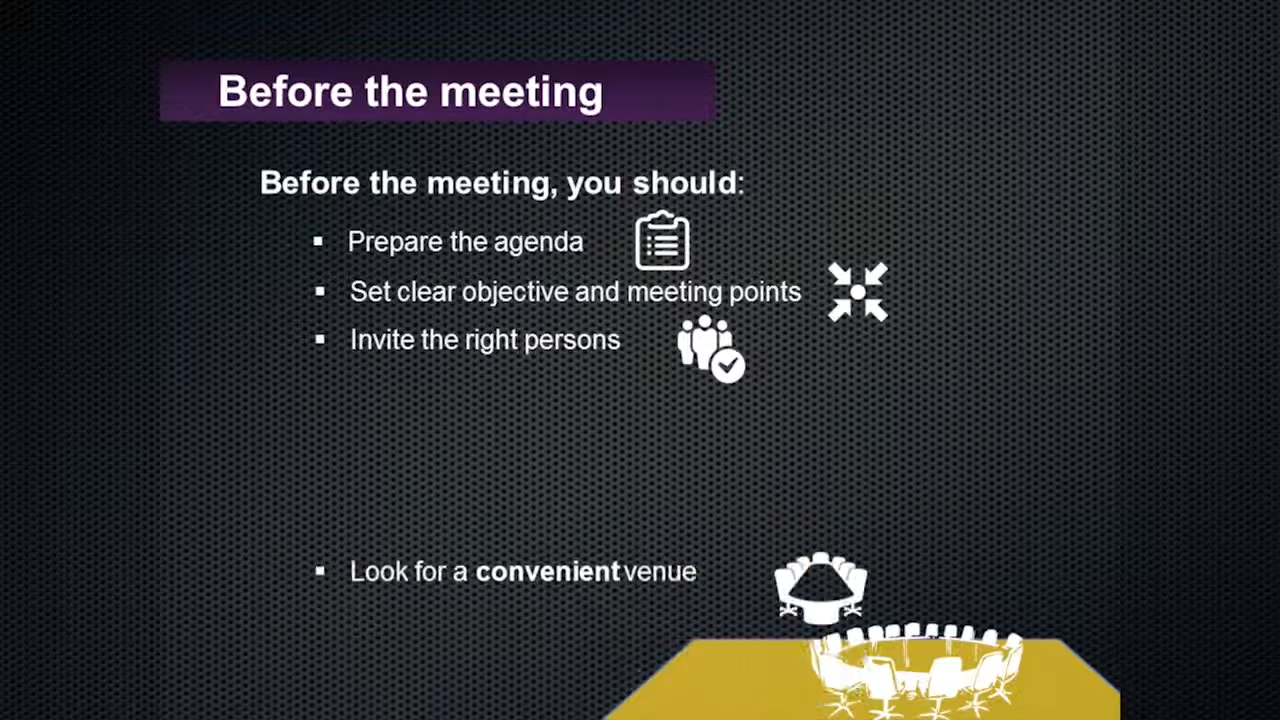 Before the meeting
Before the meeting, you should:
▪ Prepare the agenda
▪ Set clear objective and meeting points
▪ Invite the right persons
▪ Look for a convenient venue